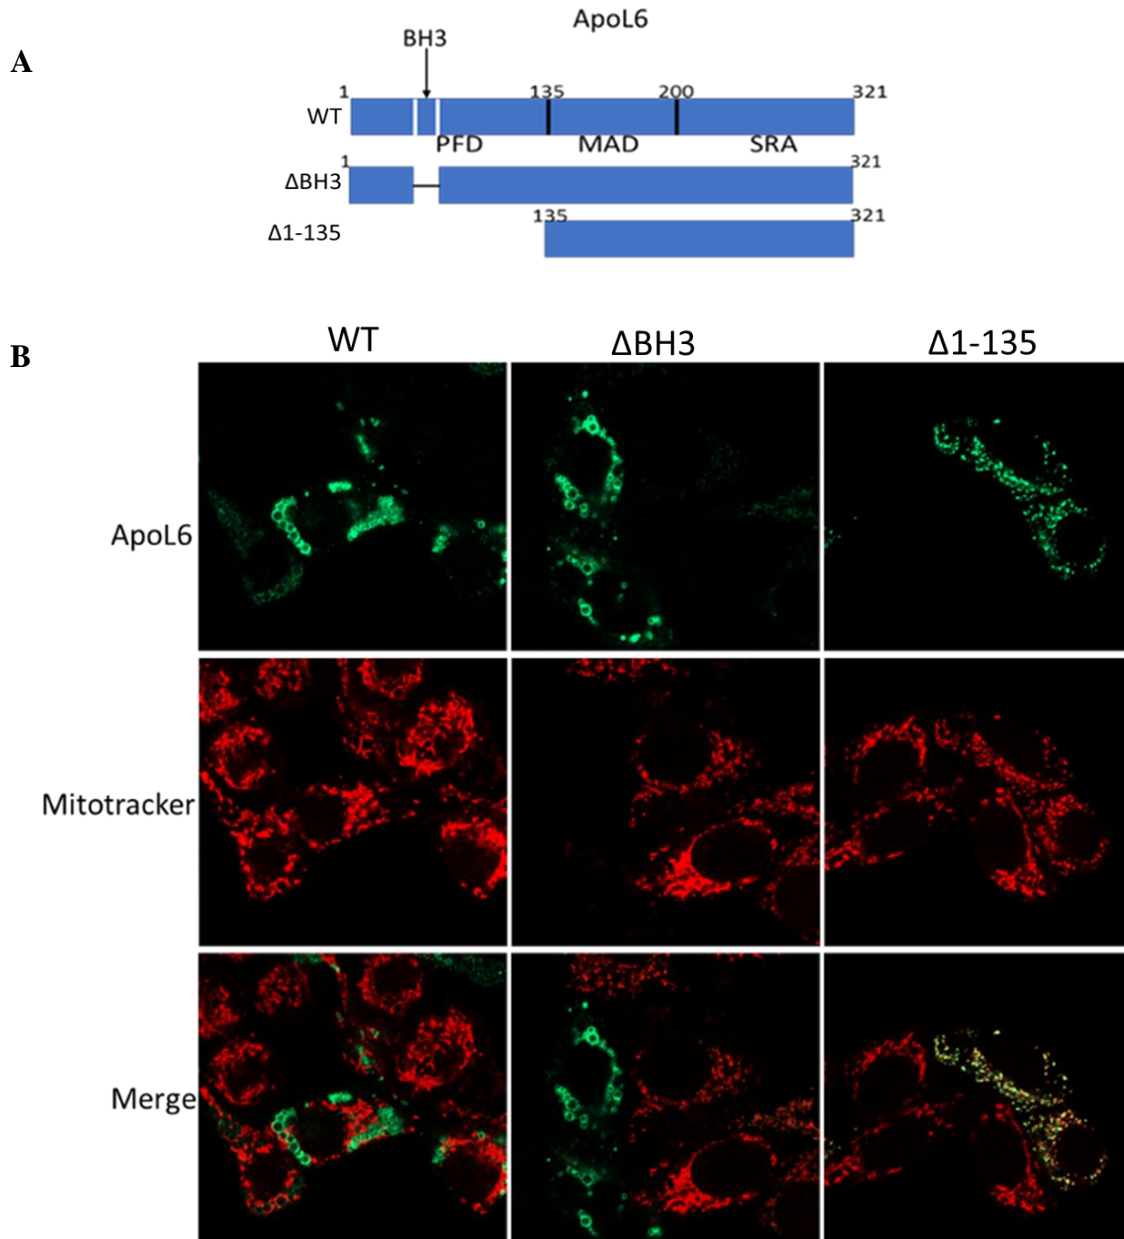 ApoL6
A
BH3
1 135 200 321
WT
PFD MAD SRA
1 321
ΔBH3
135 321
Δ1-135
B
WT ΔBH3 Δ1-135
ApoL6
Mitotracker
Merge